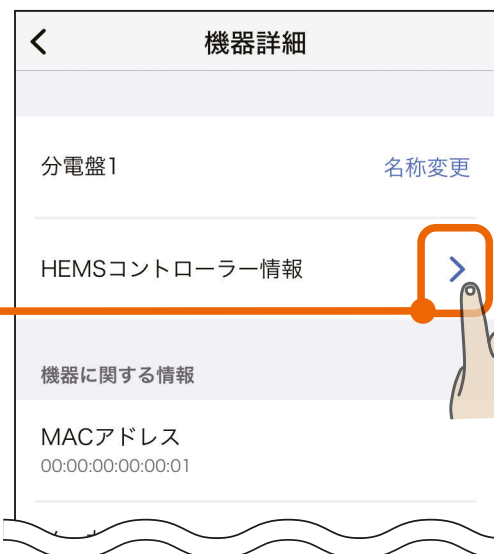 機器詳細
分電盤1 名称変更
HEMSコントローラー情報
機器に関する情報
MACアドレス
00:00:00:00:00:01